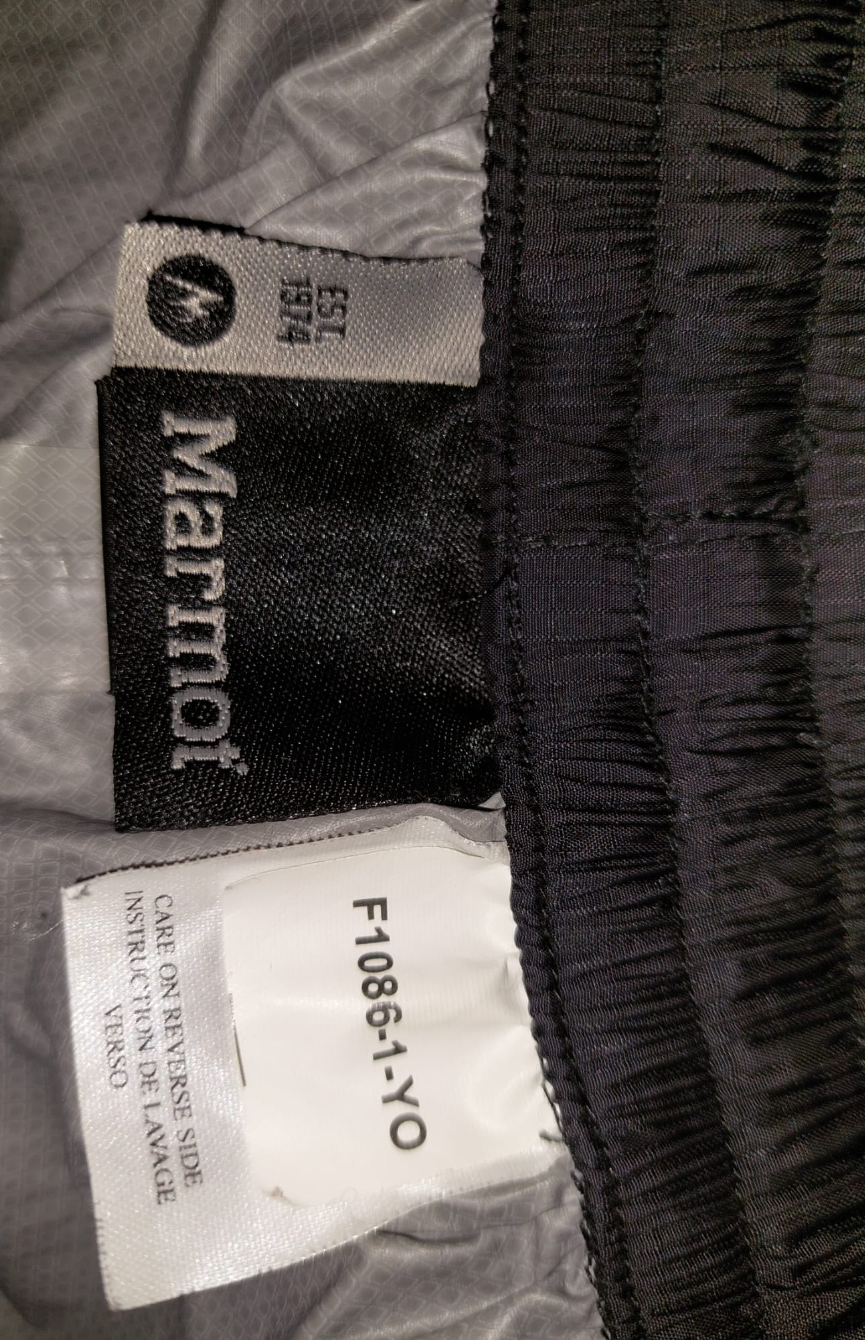 EST.
1974
Marmot
F1086-1-YO
CARE ON REVERSE SIDE
INSTRUCTION DE LAVAGE
VERSO